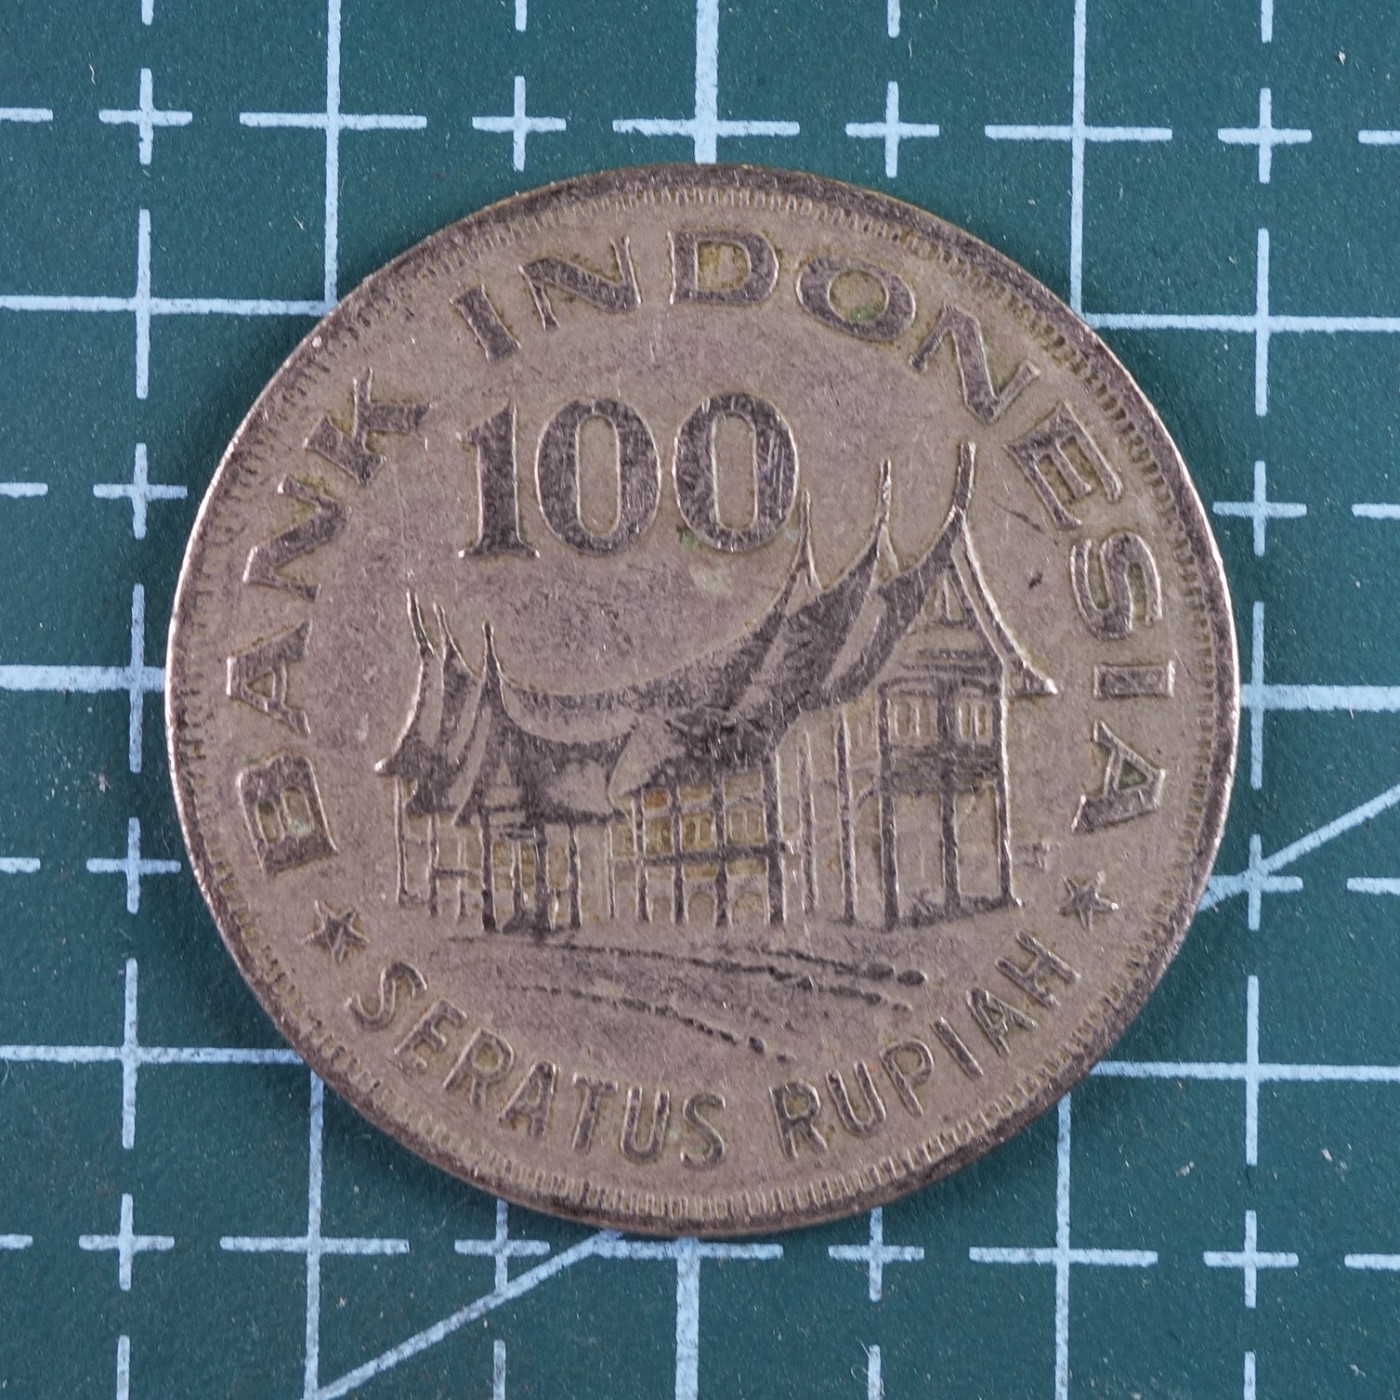 BANK INDONESIA
100
★ SERATUS RUPIAH ★